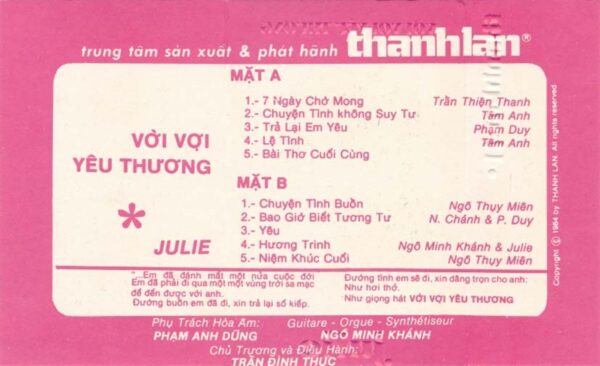 trung tâm sản xuất & phát hành thanhlan®
VỜI VỢI
YÊU THƯƠNG
*
JULIE
MẶT A
1.- 7 Ngày Chờ Mong Trần Thiện Thanh
2.- Chuyện Tình không Suy Tư Tâm Anh
3.- Trả Lại Em Yêu Phạm Duy
4.- Lệ Tình Tâm Anh
5.- Bài Thơ Cuối Cùng
MẶT B
1.- Chuyện Tình Buồn Ngô Thụy Miên
2.- Bao Giờ Biết Tương Tư N. Chánh & P. Duy
3.- Yêu
4.- Hương Trinh Ngô Minh Khánh & Julie
5.- Niệm Khúc Cuối Ngô Thụy Miên
Copyright © 1984 by THANH LAN. All rights reserved
"...Em đã đánh mất một nửa cuộc đời
Em đã phải đi qua một một vùng trời sa mạc
để đến được với anh.
Đường buồn em đã đi, xin trả lại số kiếp.
Đường tình em sẽ đi, xin dâng trọn cho anh:
Như hơi thở.
Như giọng hát VỜI VỢI YÊU THƯƠNG
Phụ Trách Hòa Âm:
PHẠM ANH DŨNG
Guitare - Orgue - Synthétiseur
NGÔ MINH KHÁNH
Chủ Trương và Điều Hành:
TRẦN ĐÌNH THỤC